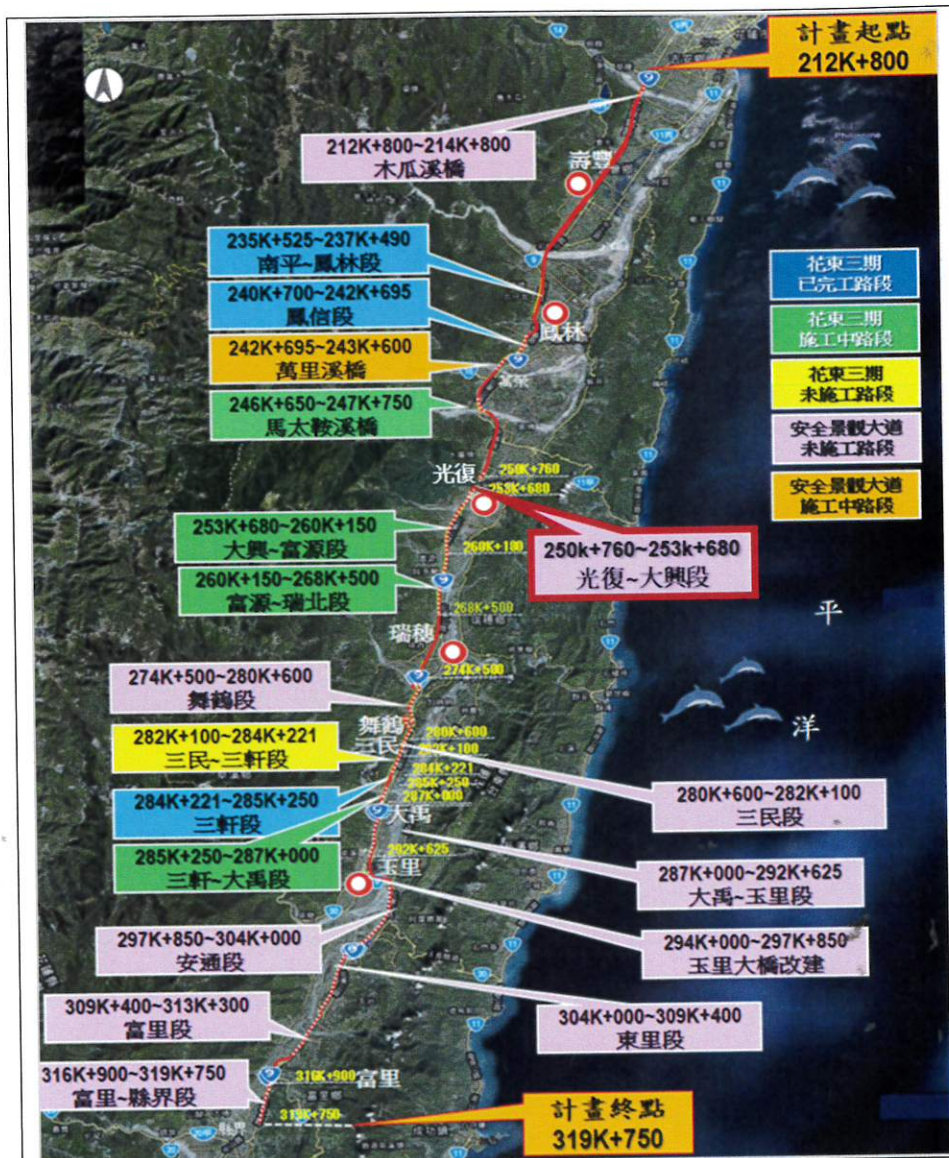 計畫起點
212K+800
212K+800~214K+800
木瓜溪橋
壽豐
235K+525~237K+490
南平~鳳林段
240K+700~242K+695
鳳信段
鳳林
242K+695~243K+600
萬里溪橋
246K+650~247K+750
馬太鞍溪橋
花東三期
已完工路段
花東三期
施工中路段
花東三期
未施工路段
安全景觀大道
未施工路段
安全景觀大道
施工中路段
光復
250K+760
253K+680
250k+760~253k+680
光復~大興段
253K+680~260K+150
大興~富源段
260K+150~268K+500
富源~瑞北段
268K+500
瑞穗
274K+500
平
洋
274K+500~280K+600
舞鶴段
舞鶴
三民
280K+600
282K+100
284K+221
285K+250
287K+000
282K+100~284K+221
三民~三軒段
280K+600~282K+100
三民段
284K+221~285K+250
三軒段
大禹
285K+250~287K+000
三軒~大禹段
292K+625
玉里
287K+000~292K+625
大禹~玉里段
297K+850~304K+000
安通段
294K+000~297K+850
玉里大橋改建
309K+400~313K+300
富里段
304K+000~309K+400
東里段
316K+900~319K+750
富里~縣界段
316K+900
富里
計畫終點
319K+750